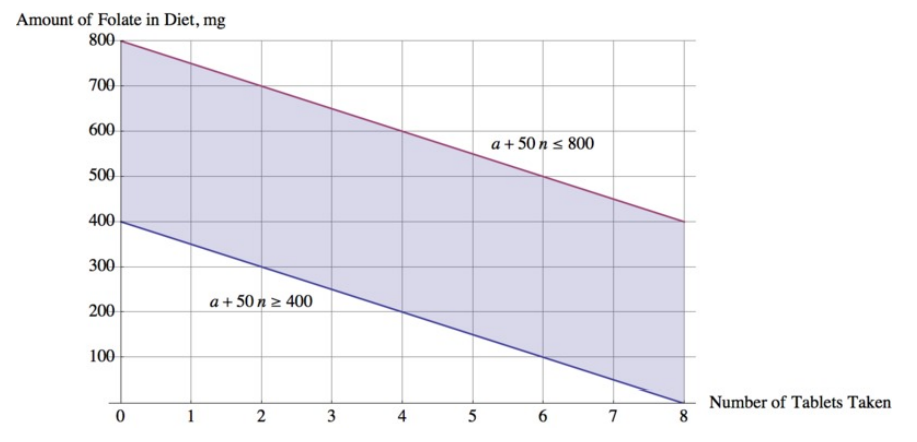 Amount of Folate in Diet, mg
800
700
600
a + 50 n ≤ 800
500
400
300
a + 50 n ≥ 400
200
100
0 1 2 3 4 5 6 7 8
Number of Tablets Taken